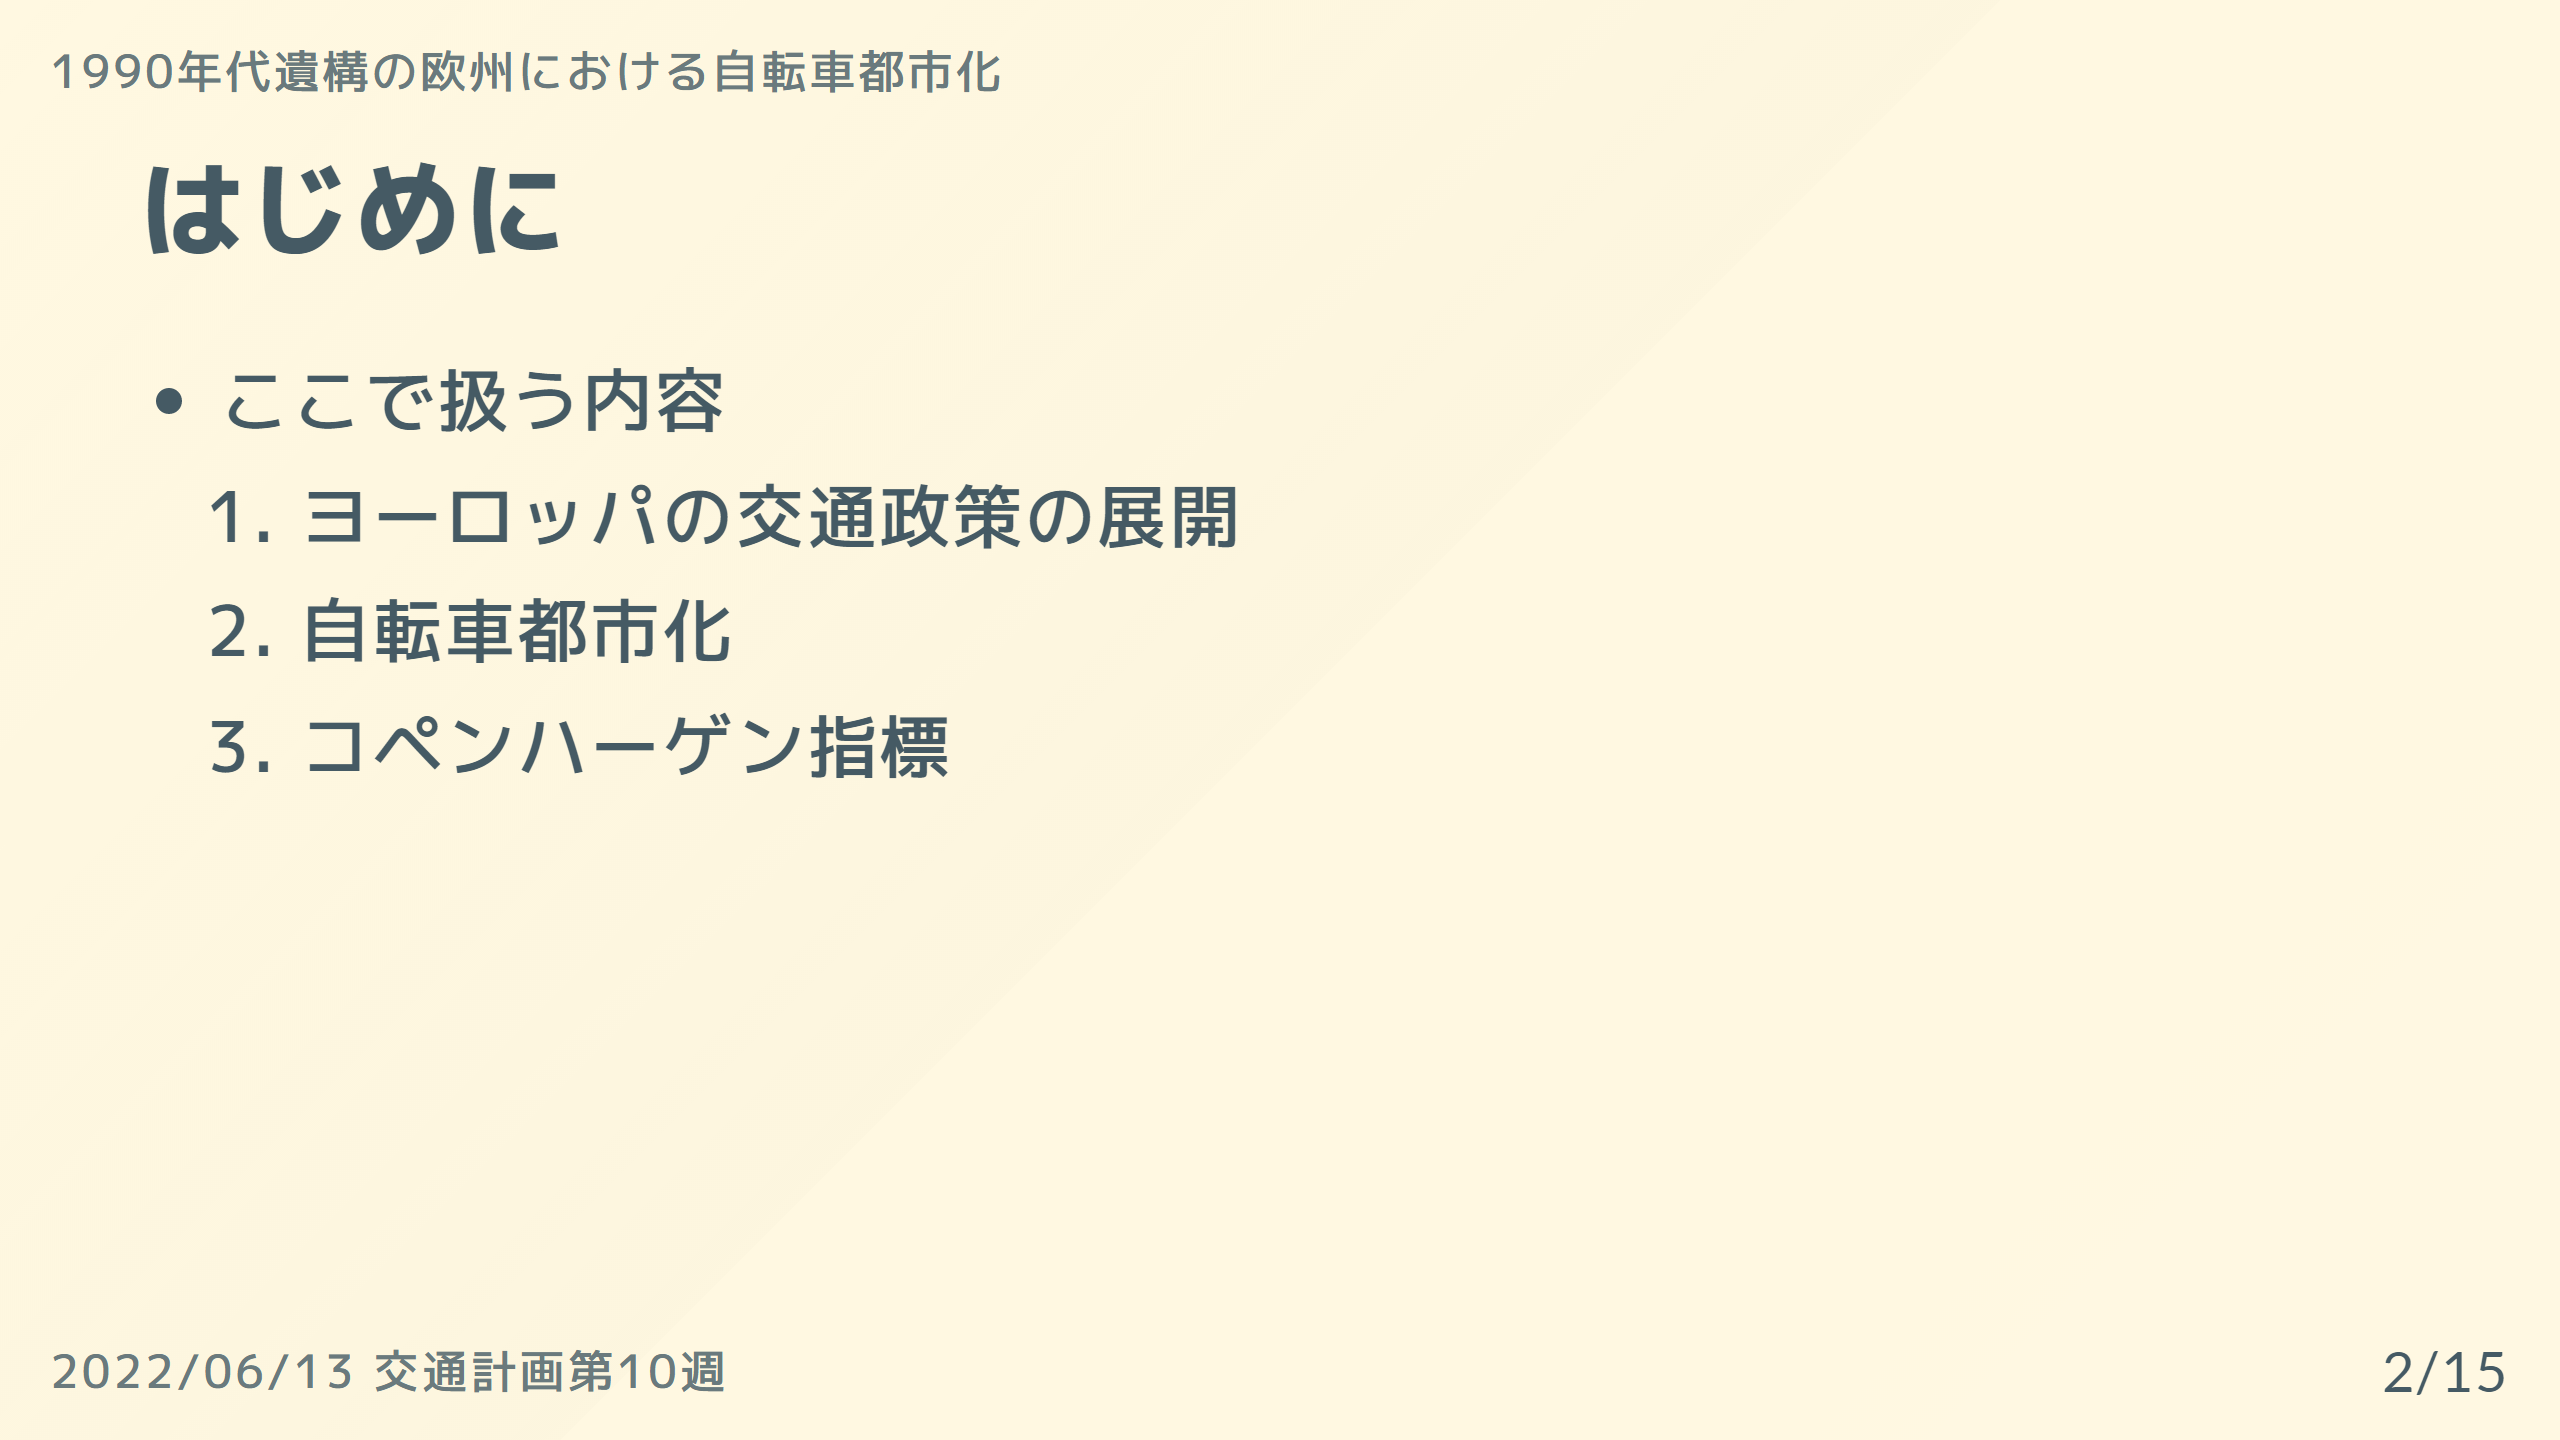 1990年代遺構の欧州における自転車都市化
はじめに
• ここで扱う内容
1. ヨーロッパの交通政策の展開
2. 自転車都市化
3. コペンハーゲン指標
2022/06/13 交通計画第10週
2/15